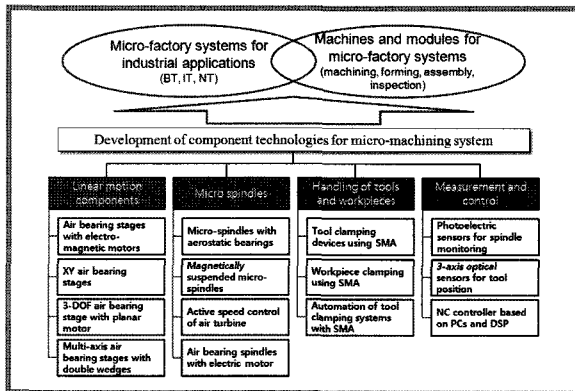 Micro-factory systems for
industrial applications
(BT, IT, NT)
Machines and modules for
micro-factory systems
(machining, forming, assembly,
inspection)
Development of component technologies for micro-machining system
Linear motion
components
Air bearing stages
with electro-
magnetic motors
XY air bearing
stages
3-DOF air bearing
stage with planar
motor
Multi-axis air
bearing stages with
double wedges
Micro spindles
Micro-spindles with
aerostatic bearings
Magnetically
suspended micro-
spindles
Active speed control
of air turbine
Air bearing spindles
with electric motor
Handling of tools
and workpieces
Tool clamping
devices using SMA
Workpiece clamping
using SMA
Automation of tool
clamping systems
with SMA
Measurement and
control
Photoelectric
sensors for spindle
monitoring
3-axis optical
sensors for tool
position
NC controller based
on PCs and DSP